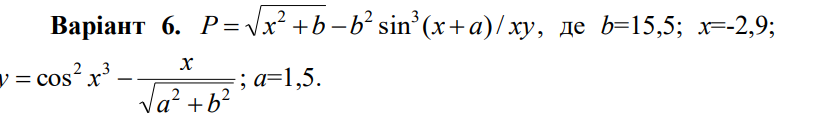 Варіант 6. P = √(x² + b) − b² sin³(x + a) / xy, де b=15,5; x=-2,9;
y = cos² x³ − x / √(a² + b²); a=1,5.